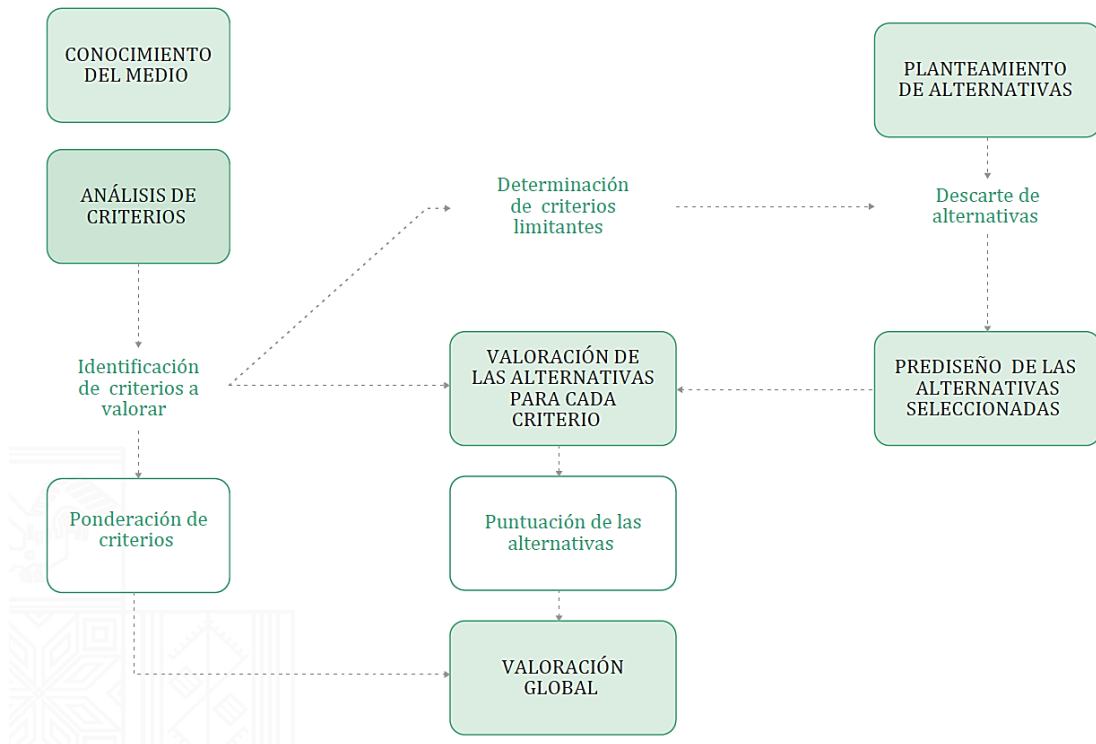 CONOCIMIENTO
DEL MEDIO
PLANTEAMIENTO
DE ALTERNATIVAS
ANÁLISIS DE
CRITERIOS
Determinación
de criterios
limitantes
Descarte de
alternativas
Identificación
de criterios a
valorar
VALORACIÓN DE
LAS ALTERNATIVAS
PARA CADA
CRITERIO
PREDISEÑO DE LAS
ALTERNATIVAS
SELECCIONADAS
Ponderación de
criterios
Puntuación de las
alternativas
VALORACIÓN
GLOBAL